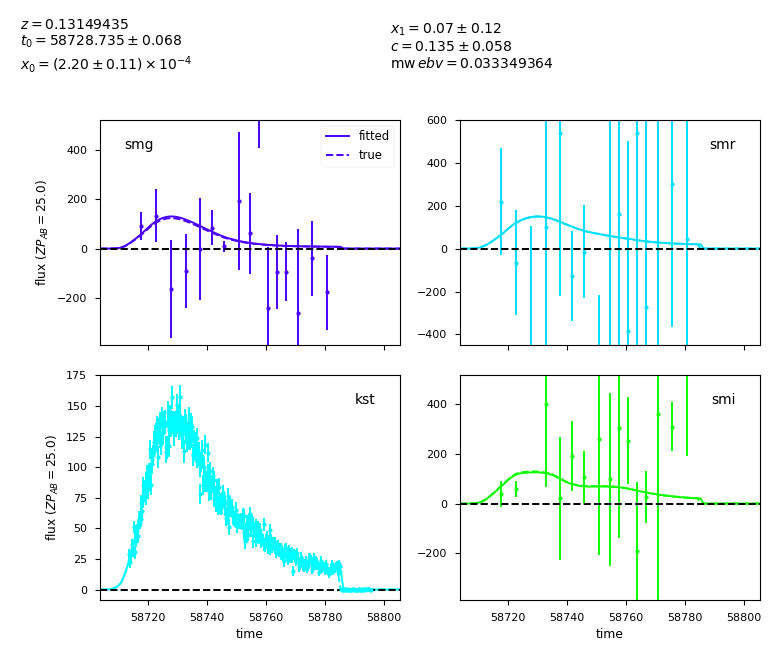 z = 0.13149435
t₀ = 58728.735 ± 0.068
x₀ = (2.20 ± 0.11) × 10⁻⁴
x₁ = 0.07 ± 0.12
c = 0.135 ± 0.058
mw ebv = 0.033349364
smg
fitted
true
400
200
0
−200
flux (ZP_AB = 25.0)
smr
600
400
200
0
−200
−400
kst
175
150
125
100
75
50
25
0
flux (ZP_AB = 25.0)
58720 58740 58760 58780 58800
time
smi
400
200
0
−200
58720 58740 58760 58780 58800
time